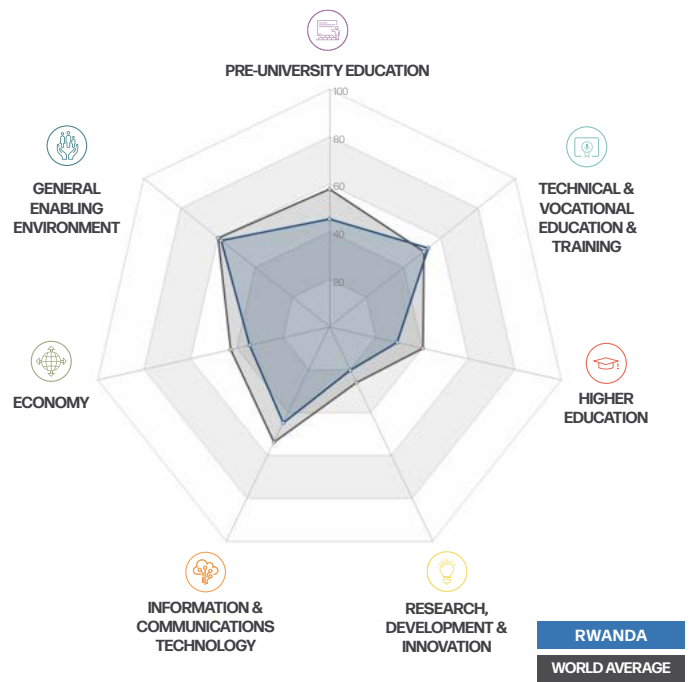 PRE-UNIVERSITY EDUCATION
100
80
60
40
20
GENERAL
ENABLING
ENVIRONMENT
TECHNICAL &
VOCATIONAL
EDUCATION &
TRAINING
ECONOMY
HIGHER
EDUCATION
INFORMATION &
COMMUNICATIONS
TECHNOLOGY
RESEARCH,
DEVELOPMENT &
INNOVATION
RWANDA
WORLD AVERAGE